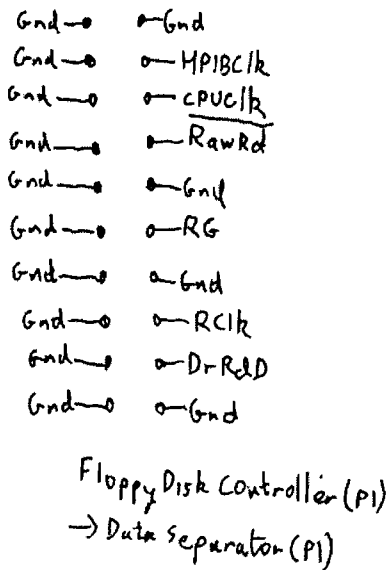 Gnd Gnd
Gnd HPIBClk
Gnd CPUClk
Gnd RawRd
Gnd Gnd
Gnd RG
Gnd Gnd
Gnd RClk
Gnd DrRdD
Gnd Gnd
Floppy Disk Controller (P1)
→ Data Separator (P1)